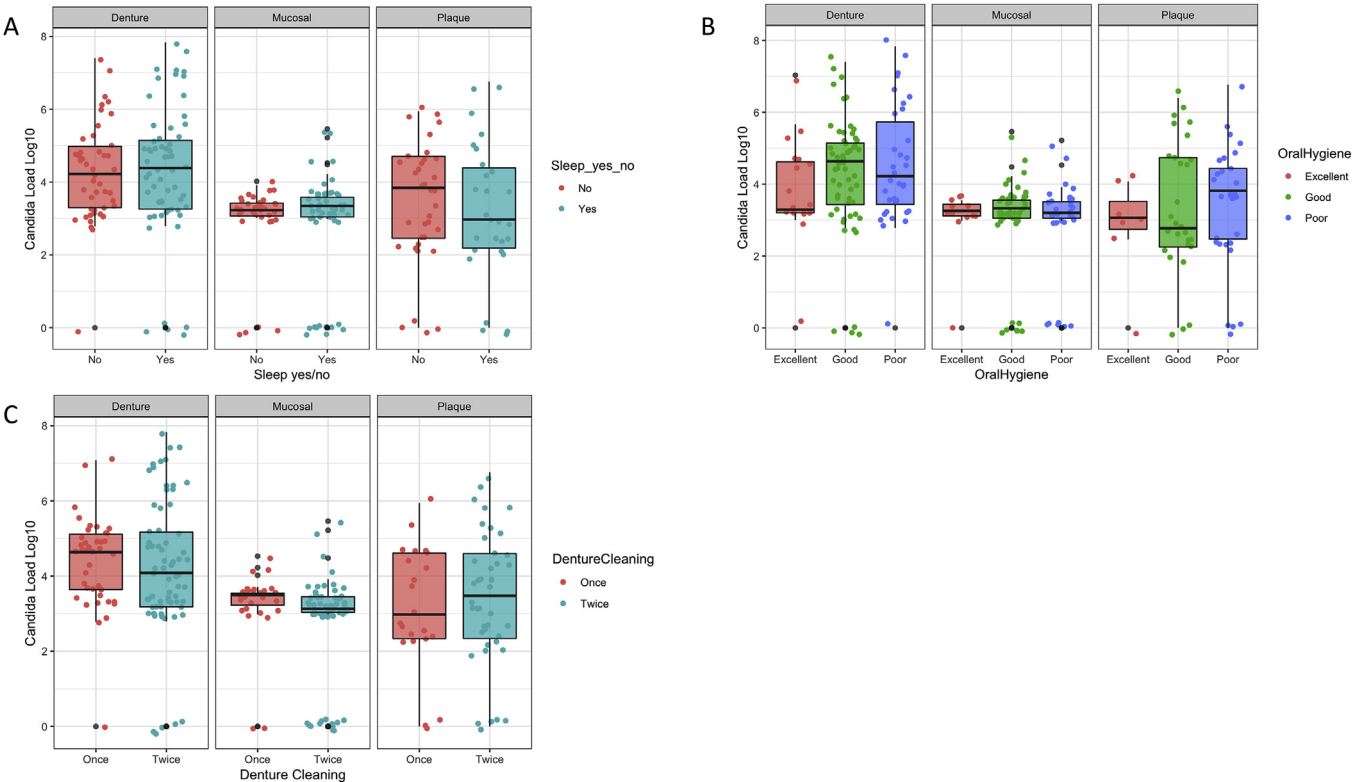 A
Denture Mucosal Plaque
8
6
4
2
0
Candida Load Log10
No Yes No Yes No Yes
Sleep yes/no
Sleep_yes_no
No
Yes
B
Denture Mucosal Plaque
8
6
4
2
0
Candida Load Log10
Excellent Good Poor Excellent Good Poor Excellent Good Poor
OralHygiene
OralHygiene
Excellent
Good
Poor
C
Denture Mucosal Plaque
8
6
4
2
0
Candida Load Log10
Once Twice Once Twice Once Twice
Denture Cleaning
DentureCleaning
Once
Twice